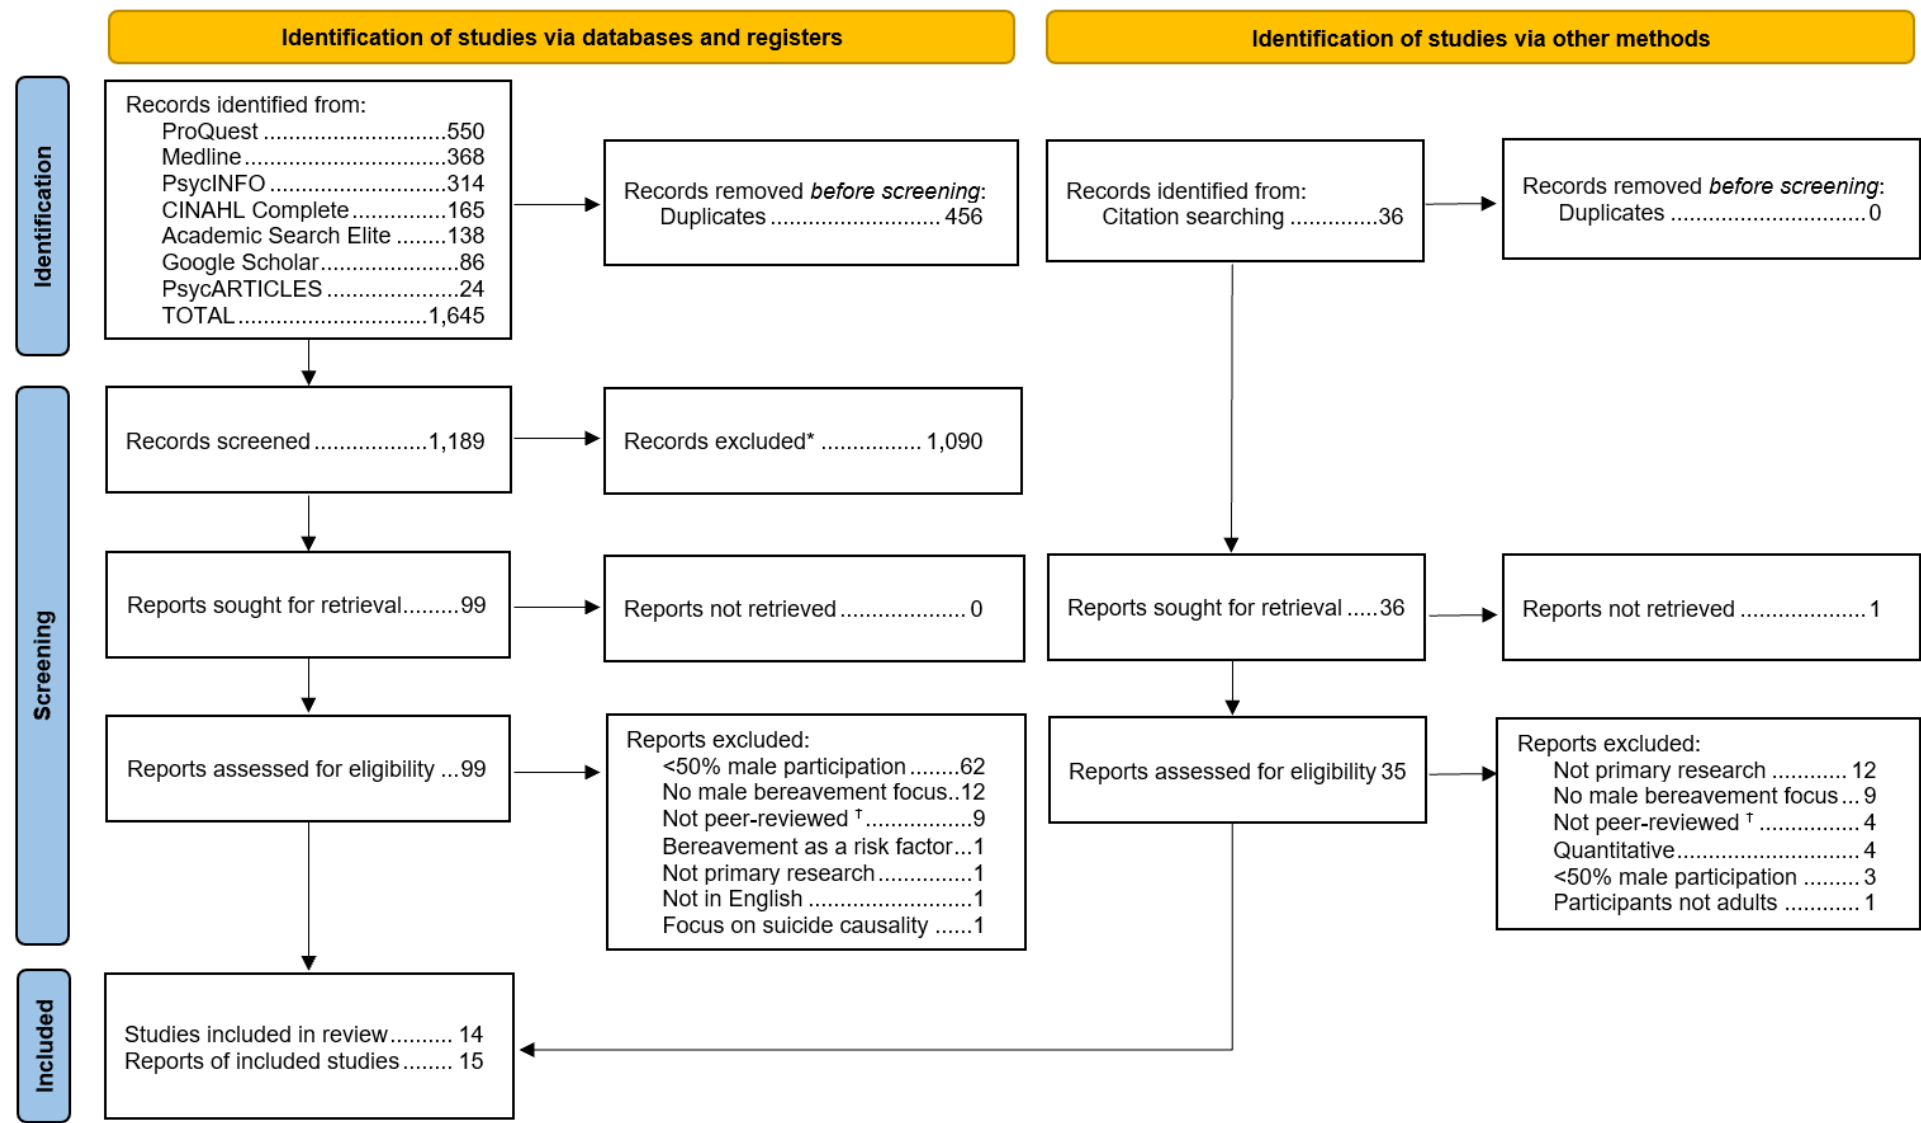 Identification of studies via databases and registers
Identification of studies via other methods
Identification
Records identified from:
ProQuest ............................550
Medline................................368
PsycINFO ...........................314
CINAHL Complete...............165
Academic Search Elite ........138
Google Scholar......................86
PsycARTICLES .....................24
TOTAL..............................1,645
Records removed before screening:
Duplicates ........................... 456
Records identified from:
Citation searching ..............36
Records removed before screening:
Duplicates ...............................0
Screening
Records screened ..................1,189
Records excluded* ................ 1,090
Reports sought for retrieval.........99
Reports not retrieved .................... 0
Reports sought for retrieval .....36
Reports not retrieved .................... 1
Reports assessed for eligibility ...99
Reports excluded:
<50% male participation ........62
No male bereavement focus..12
Not peer-reviewed † .................9
Bereavement as a risk factor...1
Not primary research...............1
Not in English ..........................1
Focus on suicide causality ......1
Reports assessed for eligibility 35
Reports excluded:
Not primary research ............ 12
No male bereavement focus... 9
Not peer-reviewed † ................ 4
Quantitative............................. 4
<50% male participation ......... 3
Participants not adults ............ 1
Included
Studies included in review.......... 14
Reports of included studies........ 15